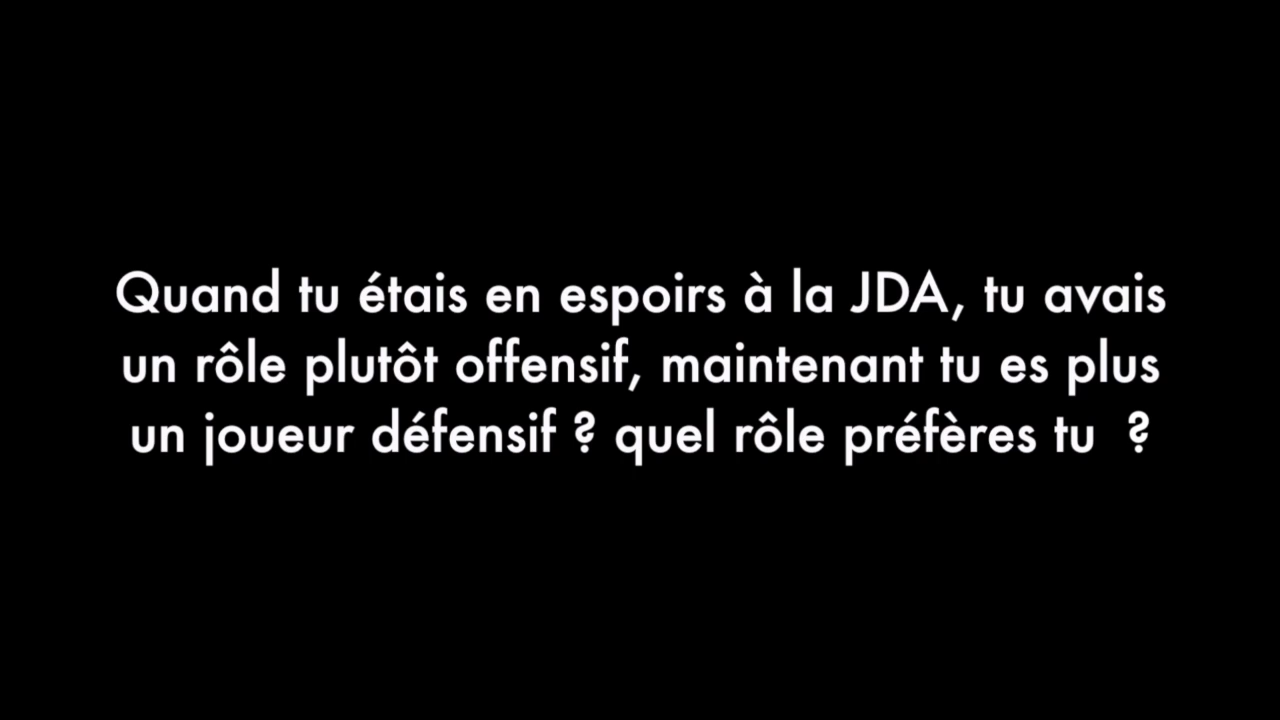 Quand tu étais en espoirs à la JDA, tu avais
un rôle plutôt offensif, maintenant tu es plus
un joueur défensif ? quel rôle préfères tu  ?